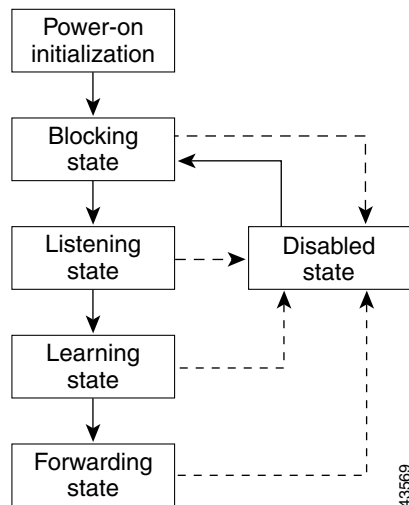 Power-on
initialization
Blocking
state
Listening
state
Disabled
state
Learning
state
Forwarding
state
43569